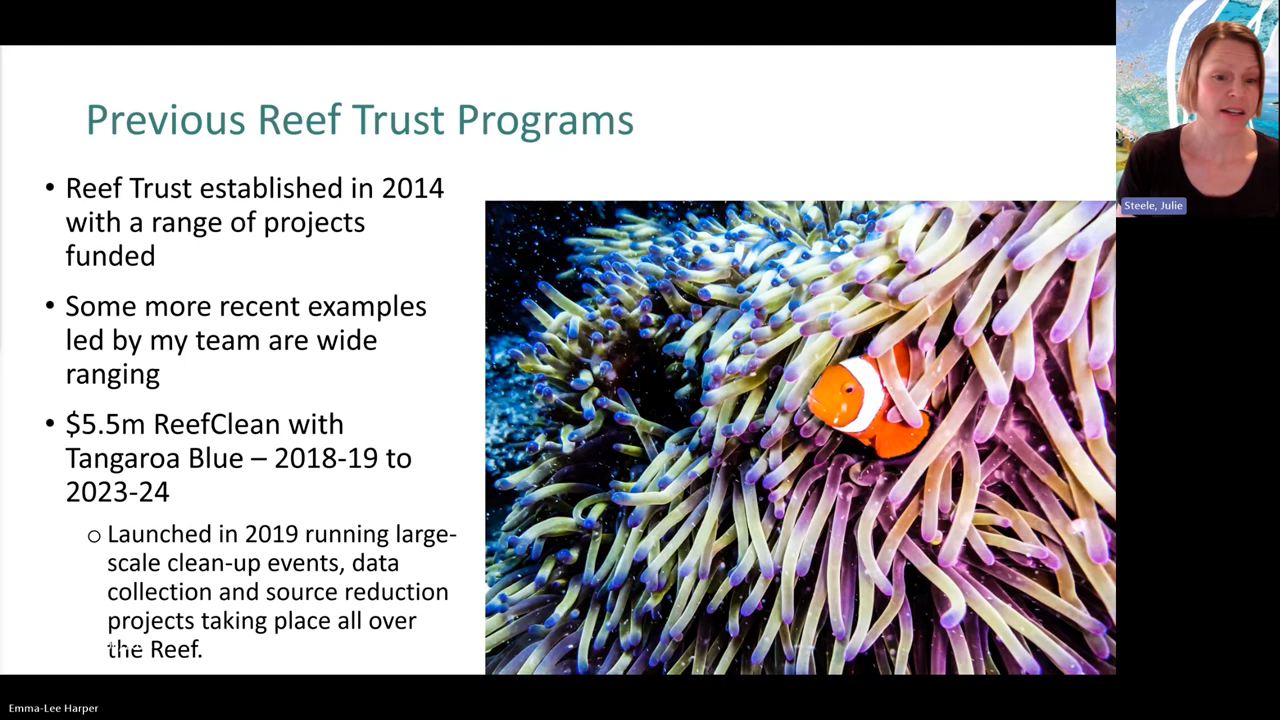 Previous Reef Trust Programs
• Reef Trust established in 2014
with a range of projects
funded
• Some more recent examples
led by my team are wide
ranging
• $5.5m ReefClean with
Tangaroa Blue – 2018-19 to
2023-24
o Launched in 2019 running large-
scale clean-up events, data
collection and source reduction
projects taking place all over
the Reef.
Steele, Julie
Emma-Lee Harper